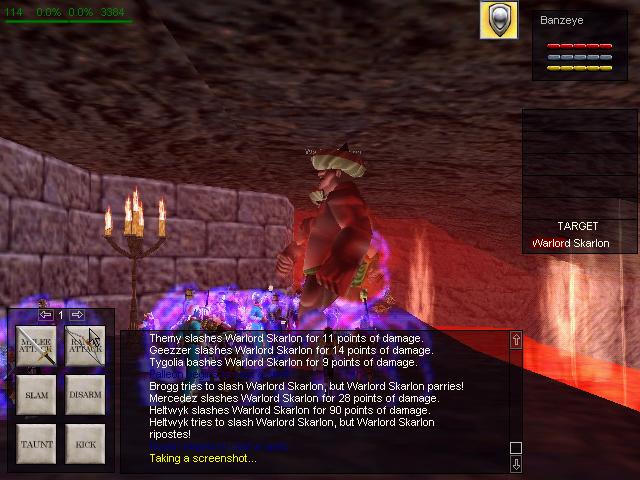 114 0.0% 0.0% 3384
Banzeye
TARGET
Warlord Skarlon
1
MELEE ATTACK
RANGE ATTACK
SLAM
DISARM
TAUNT
KICK
Themy slashes Warlord Skarlon for 11 points of damage.
Geezzer slashes Warlord Skarlon for 14 points of damage.
Tygolia bashes Warlord Skarlon for 9 points of damage.
Brogg tries to slash Warlord Skarlon, but Warlord Skarlon parries!
Mercedez slashes Warlord Skarlon for 28 points of damage.
Heltwyk slashes Warlord Skarlon for 90 points of damage.
Heltwyk tries to slash Warlord Skarlon, but Warlord Skarlon
ripostes!
Taking a screenshot...